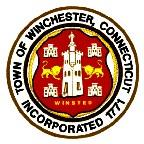 TOWN OF WINCHESTER, CONNECTICUT
INCORPORATED 1771
WINSTED